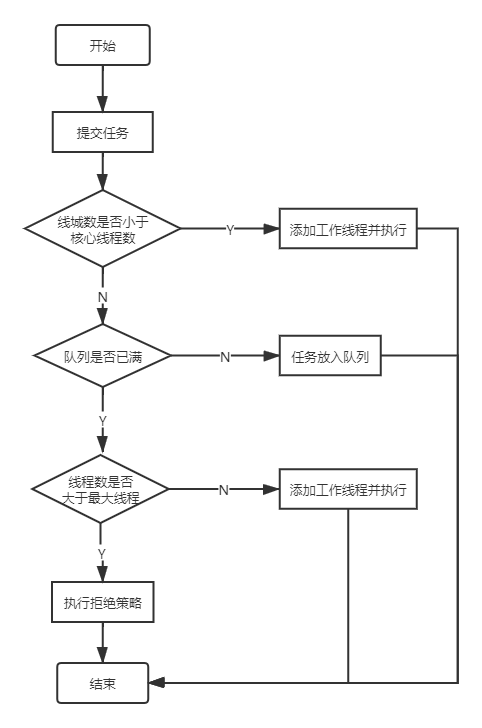 开始
提交任务
线城数是否小于
核心线程数
Y
添加工作线程并执行
N
队列是否已满
N
任务放入队列
Y
线程数是否
大于最大线程
N
添加工作线程并执行
Y
执行拒绝策略
结束